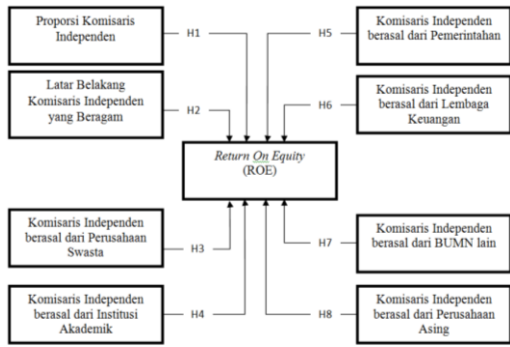 Proporsi Komisaris
Independen
H1
Latar Belakang
Komisaris Independen
yang Beragam
H2
Komisaris Independen
berasal dari Pemerintahan
H5
Komisaris Independen
berasal dari Lembaga
Keuangan
H6
Return On Equity
(ROE)
Komisaris Independen
berasal dari Perusahaan
Swasta
H3
Komisaris Independen
berasal dari Institusi
Akademik
H4
Komisaris Independen
berasal dari BUMN lain
H7
Komisaris Independen
berasal dari Perusahaan
Asing
H8